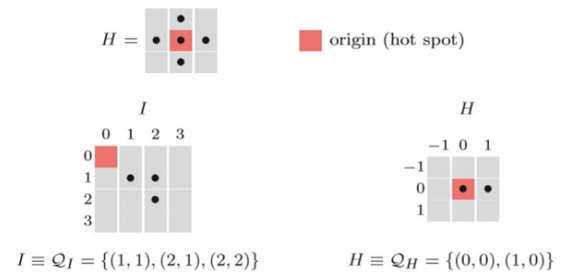 H =
origin (hot spot)
I
0 1 2 3
0
1
2
3
I ≡ 𝒬_I = {(1, 1), (2, 1), (2, 2)}
H
−1 0 1
−1
0
1
H ≡ 𝒬_H = {(0, 0), (1, 0)}